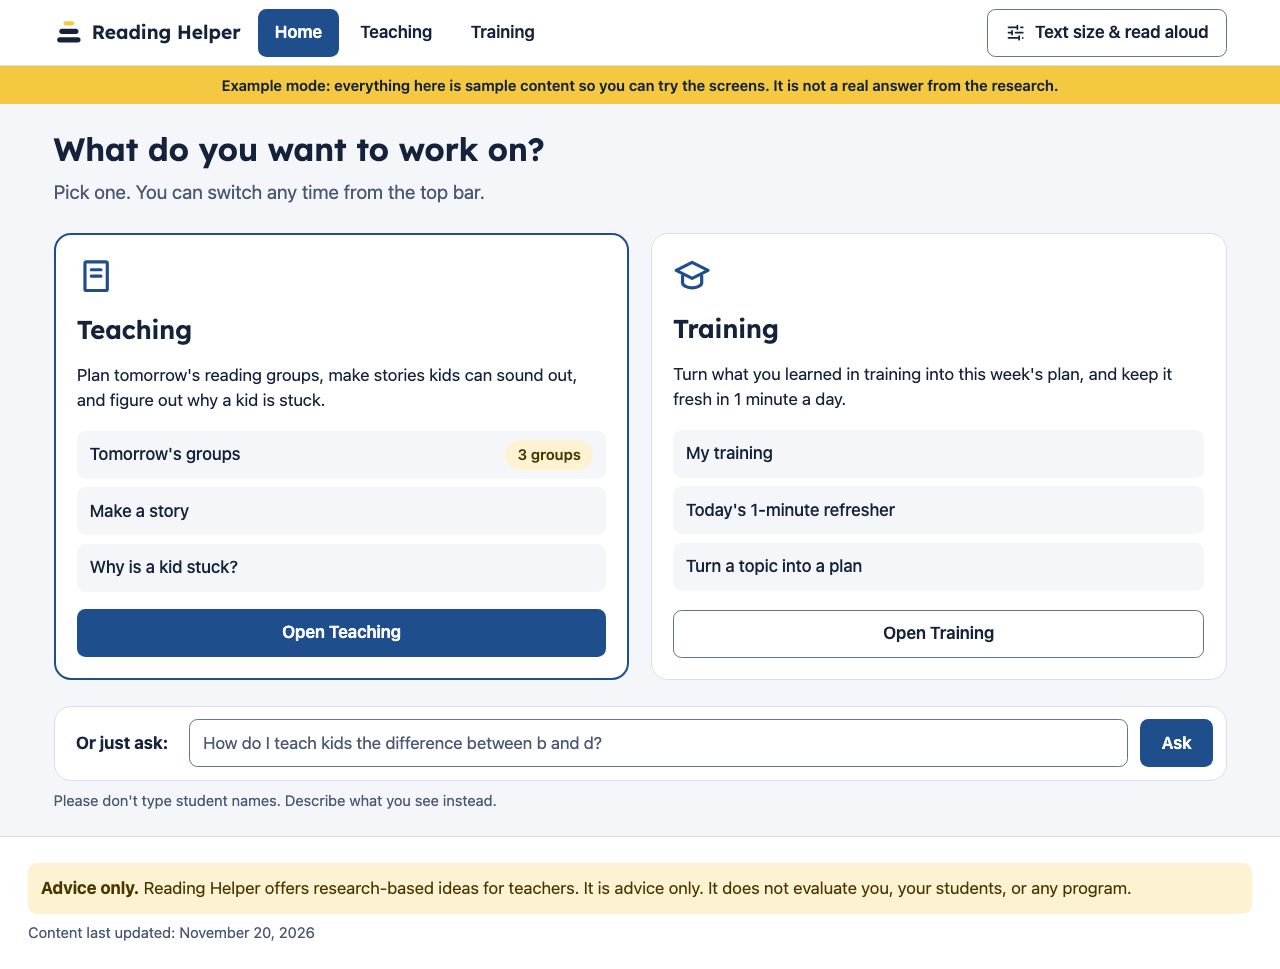 Reading Helper
Home
Teaching
Training
Text size & read aloud
Example mode: everything here is sample content so you can try the screens. It is not a real answer from the research.
What do you want to work on?
Pick one. You can switch any time from the top bar.
Teaching
Plan tomorrow's reading groups, make stories kids can sound out,
and figure out why a kid is stuck.
Tomorrow's groups
3 groups
Make a story
Why is a kid stuck?
Open Teaching
Training
Turn what you learned in training into this week's plan, and keep it
fresh in 1 minute a day.
My training
Today's 1-minute refresher
Turn a topic into a plan
Open Training
Or just ask:
How do I teach kids the difference between b and d?
Ask
Please don't type student names. Describe what you see instead.
Advice only. Reading Helper offers research-based ideas for teachers. It is advice only. It does not evaluate you, your students, or any program.
Content last updated: November 20, 2026